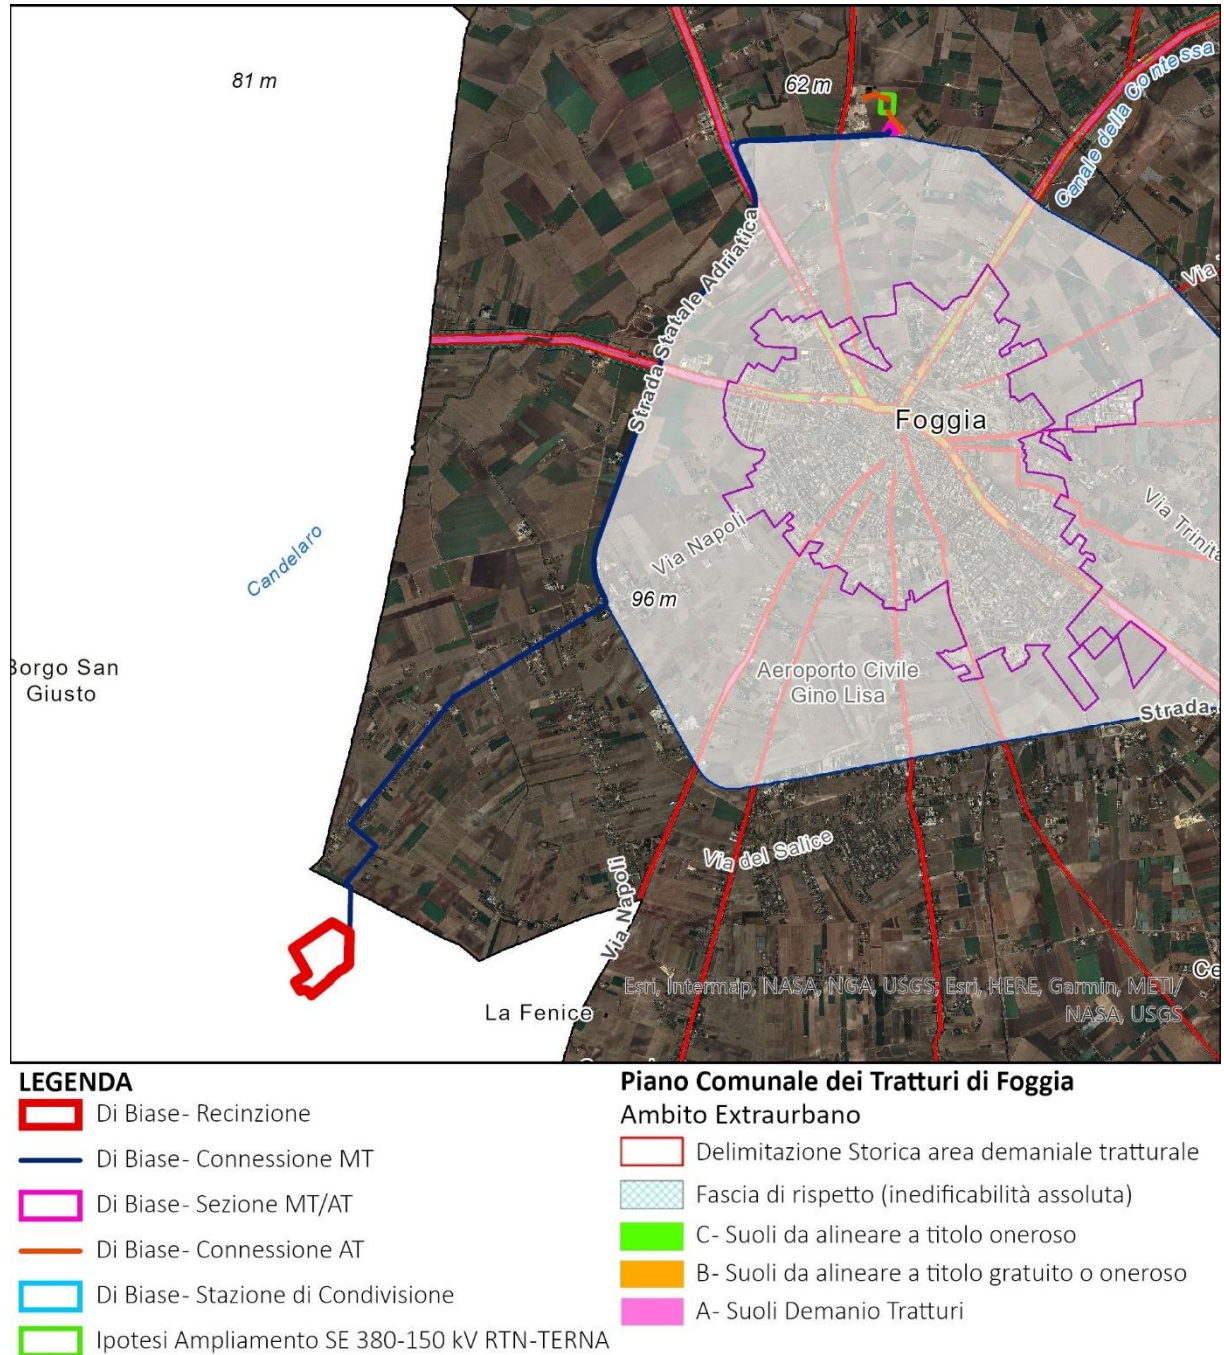 81 m
62 m
Canale della Contessa
Strada Statale Adriatica
Via
Foggia
Candelaro
Via Napoli
Via Trinita
96 m
Borgo San
Giusto
Aeroporto Civile
Gino Lisa
Strada
Via del Salice
Via Napoli
Ce
Esri, Intermap, NASA, NGA, USGS; Esri, HERE, Garmin, METI/
NASA, USGS
La Fenice
LEGENDA
Di Biase- Recinzione
Di Biase- Connessione MT
Di Biase- Sezione MT/AT
Di Biase- Connessione AT
Di Biase- Stazione di Condivisione
Ipotesi Ampliamento SE 380-150 kV RTN-TERNA
Piano Comunale dei Tratturi di Foggia
Ambito Extraurbano
Delimitazione Storica area demaniale tratturale
Fascia di rispetto (inedificabilità assoluta)
C- Suoli da alineare a titolo oneroso
B- Suoli da alineare a titolo gratuito o oneroso
A- Suoli Demanio Tratturi